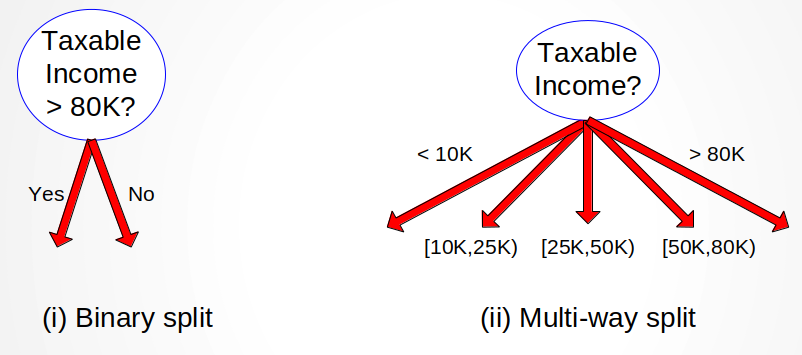 Taxable
Income
> 80K?
Yes
No
(i) Binary split
Taxable
Income?
< 10K
> 80K
[10K,25K)
[25K,50K)
[50K,80K)
(ii) Multi-way split